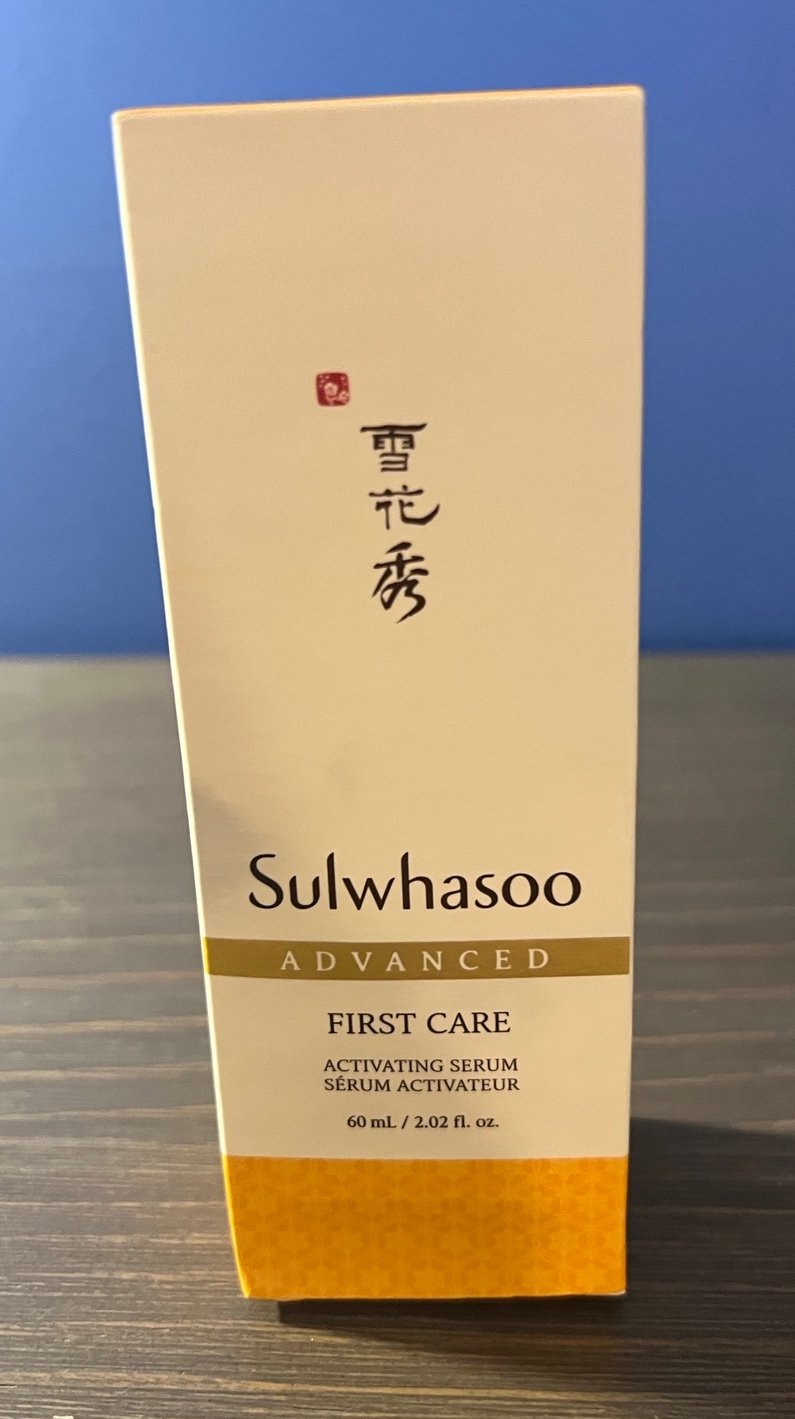 雪花秀
Sulwhasoo
ADVANCED
FIRST CARE
ACTIVATING SERUM
SÉRUM ACTIVATEUR
60 mL / 2.02 fl. oz.